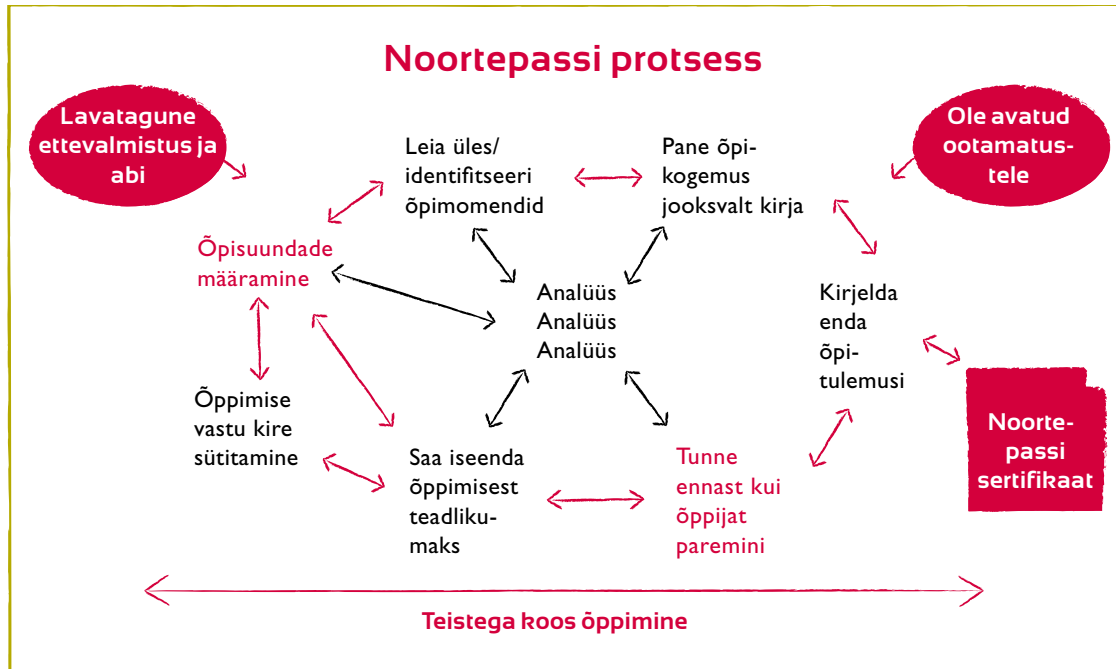 Noortepassi protsess
Lavatagune
ettevalmistus ja
abi
Ole avatud
ootamatus-
tele
Leia üles/
identifitseeri
õpimomendid
Pane õpi-
kogemus
jooksvalt kirja
Õpisuundade
määramine
Analüüs
Analüüs
Analüüs
Kirjelda
enda
õpi-
tulemusi
Õppimise
vastu kire
sütitamine
Saa iseenda
õppimisest
teadliku-
maks
Tunne
ennast kui
õppijat
paremini
Noorte-
passi
sertifikaat
Teistega koos õppimine